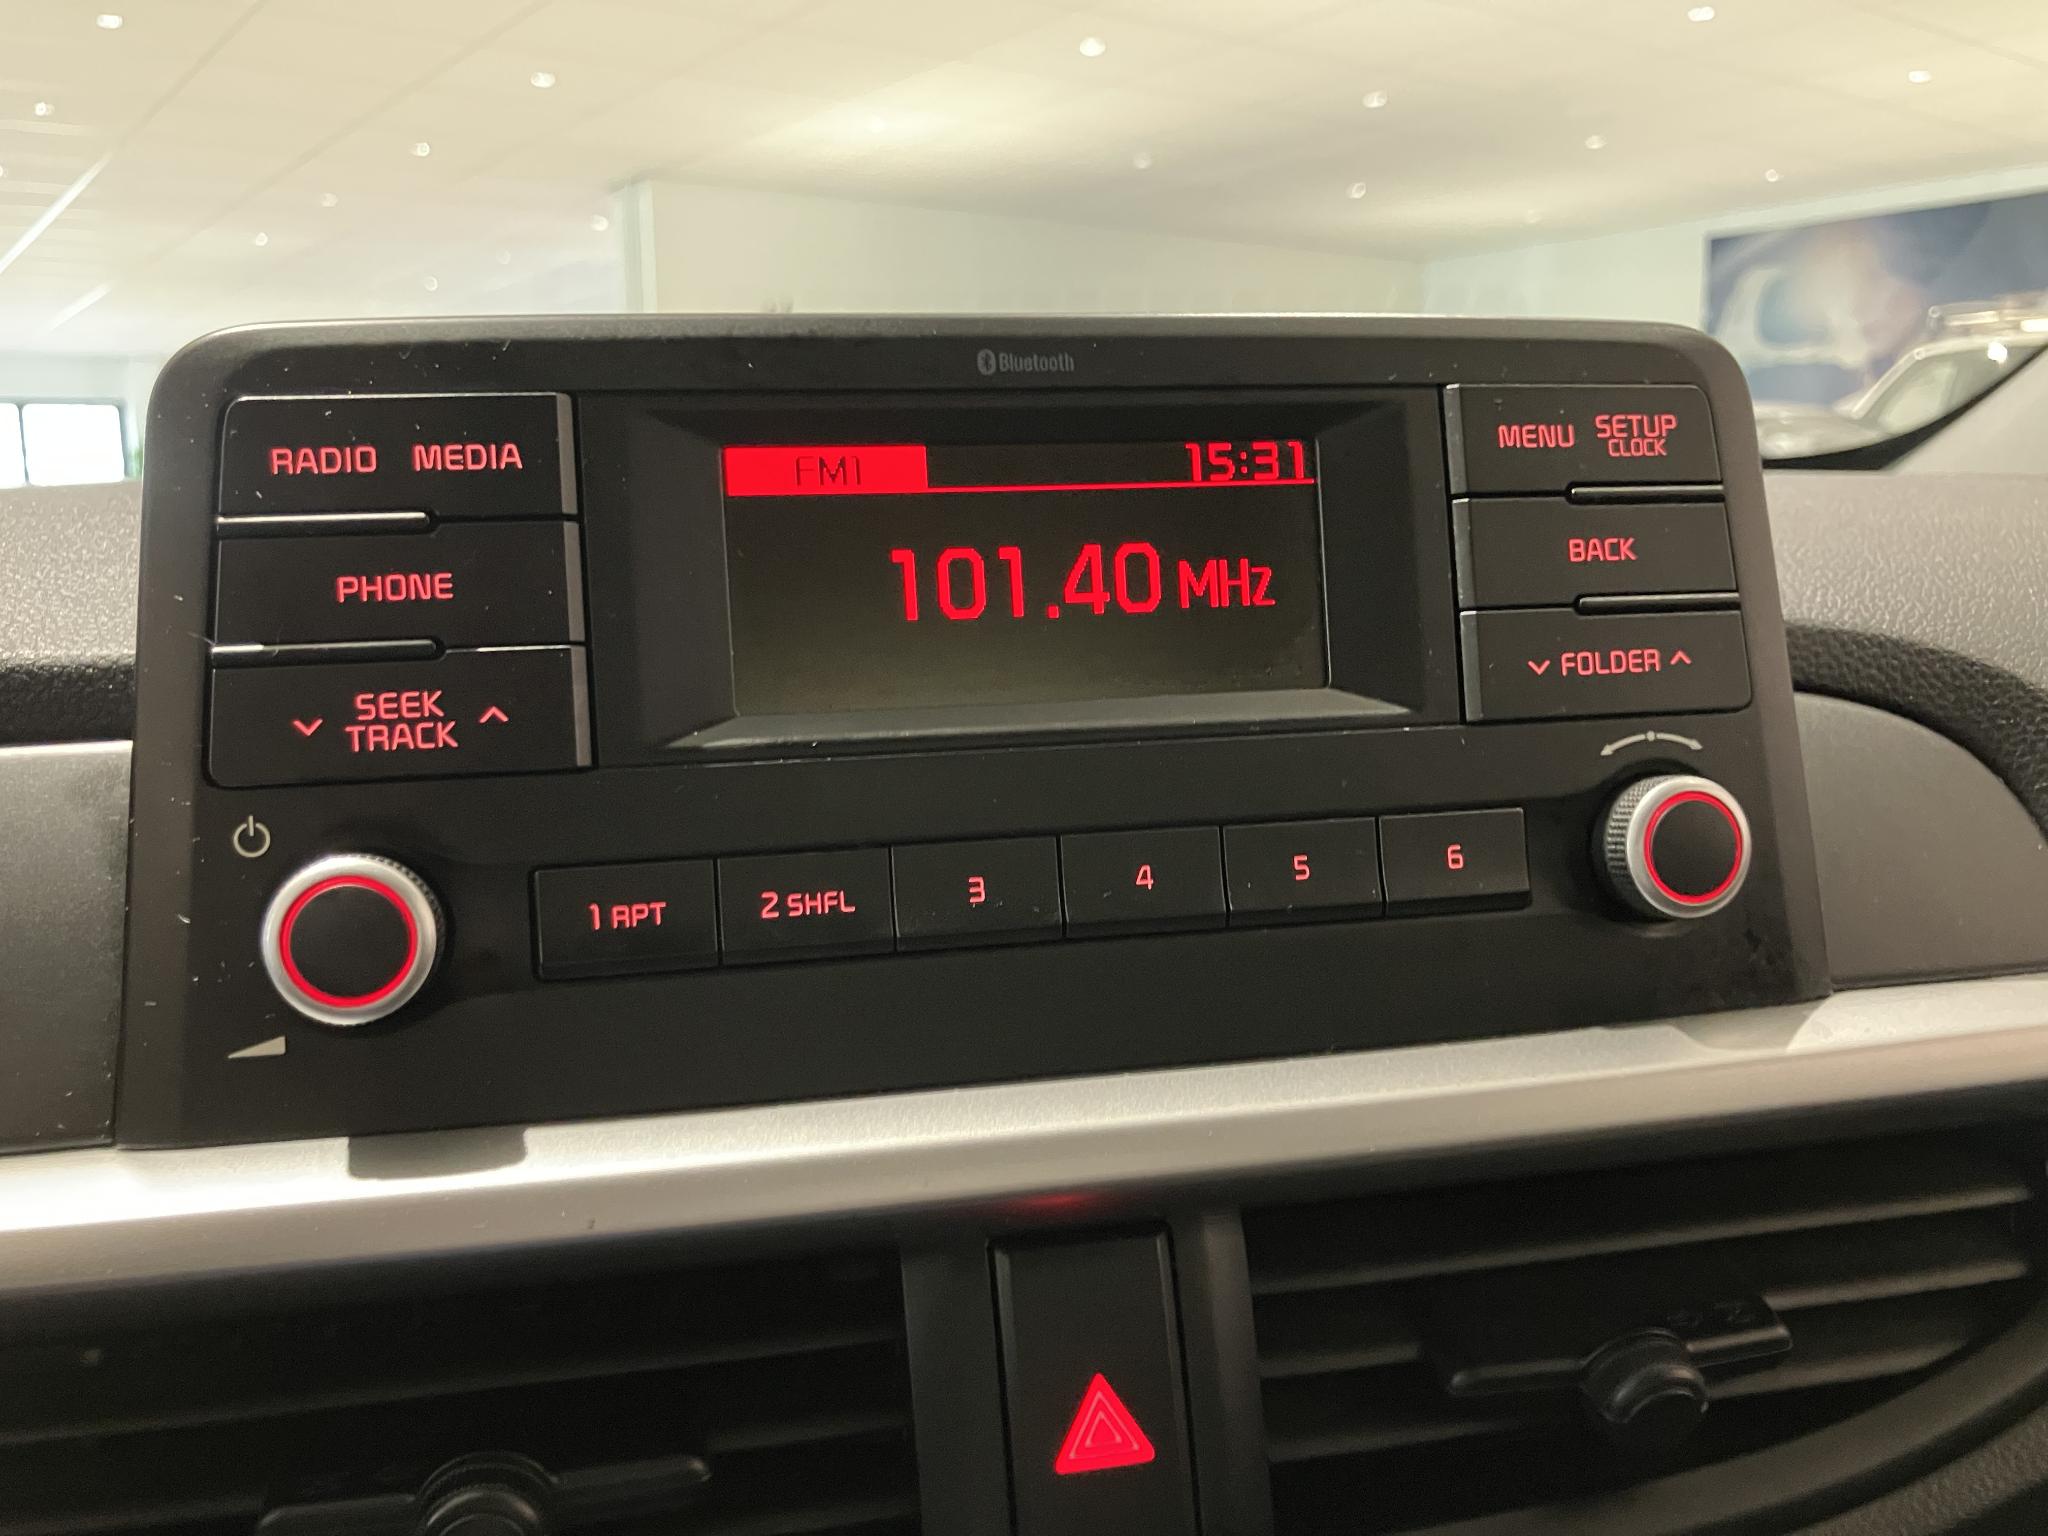 Bluetooth
RADIO MEDIA
PHONE
SEEK
TRACK
FM1 15:31
101.40 MHz
MENU SETUP
CLOCK
BACK
FOLDER
1 RPT 2 SHFL 3 4 5 6